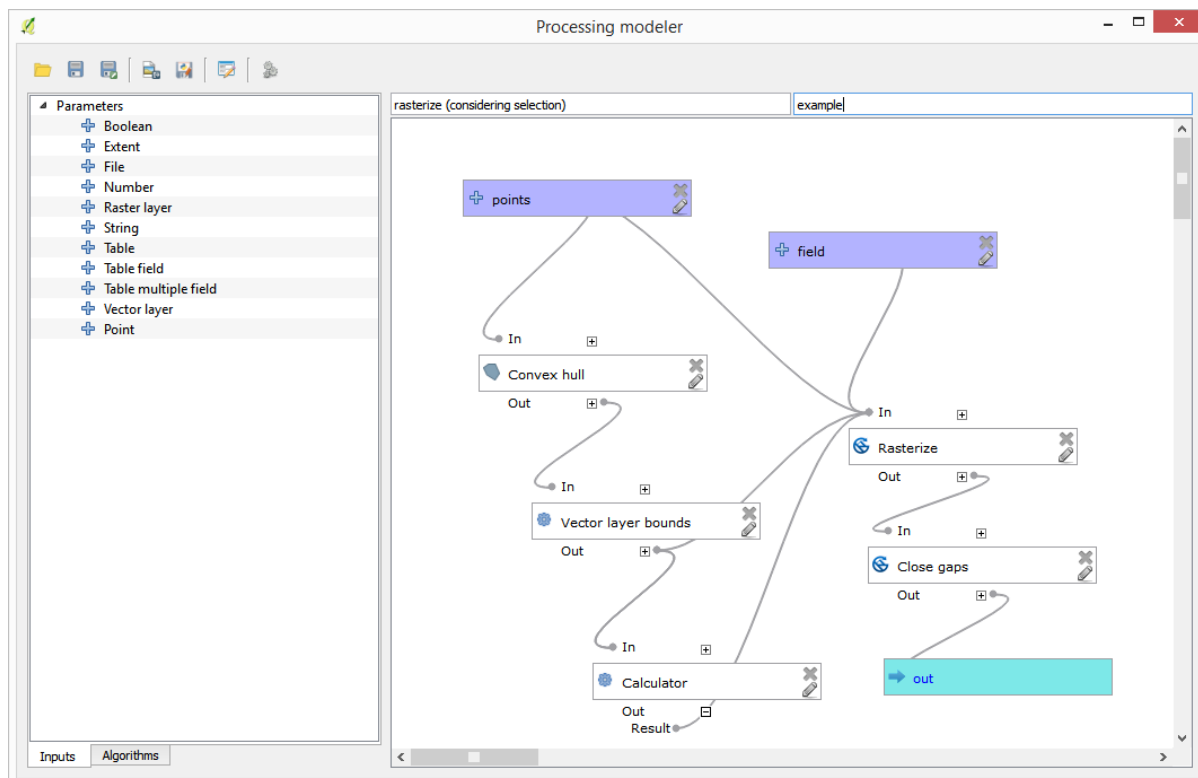 Processing modeler
Parameters
Boolean
Extent
File
Number
Raster layer
String
Table
Table field
Table multiple field
Vector layer
Point
Inputs
Algorithms
rasterize (considering selection)
example
points
field
In
Convex hull
Out
In
Rasterize
Out
In
Vector layer bounds
Out
In
Close gaps
Out
In
Calculator
Out
Result
out